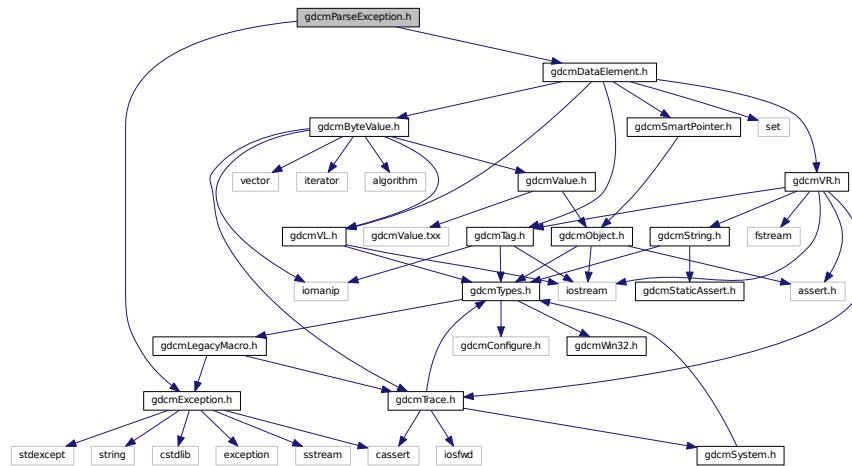 gdcmParseException.h
gdcmDataElement.h
gdcmByteValue.h
gdcmSmartPointer.h
set
vector
iterator
algorithm
gdcmValue.h
gdcmVR.h
gdcmVL.h
gdcmValue.txx
gdcmTag.h
gdcmObject.h
gdcmString.h
fstream
iomanip
gdcmTypes.h
iostream
gdcmStaticAssert.h
assert.h
gdcmLegacyMacro.h
gdcmConfigure.h
gdcmWin32.h
gdcmException.h
gdcmTrace.h
stdexcept
string
cstdlib
exception
sstream
cassert
iosfwd
gdcmSystem.h